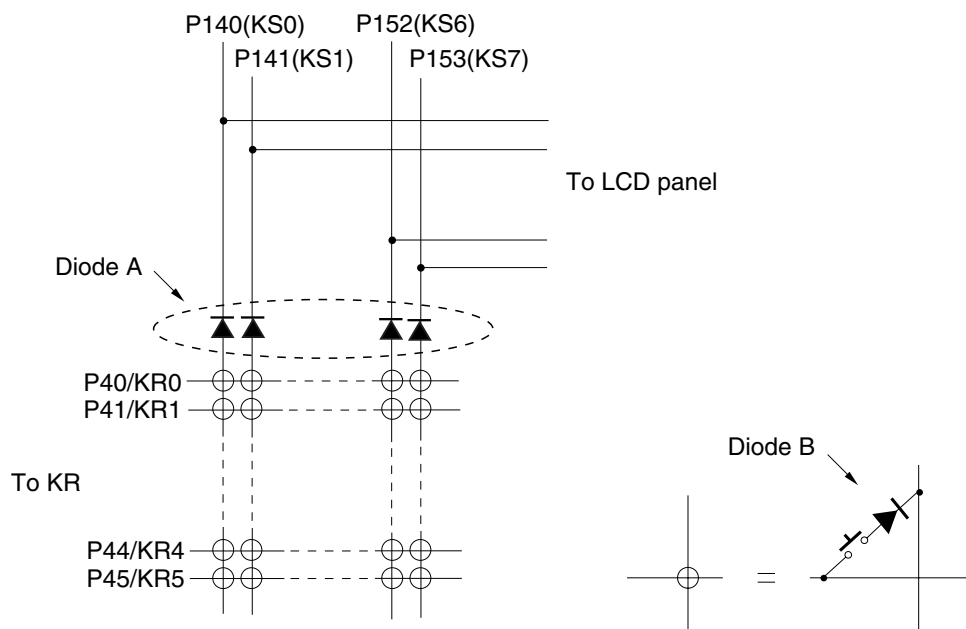 P140(KS0)
P152(KS6)
P141(KS1)
P153(KS7)
To LCD panel
Diode A
P40/KR0
P41/KR1
Diode B
To KR
P44/KR4
P45/KR5
=